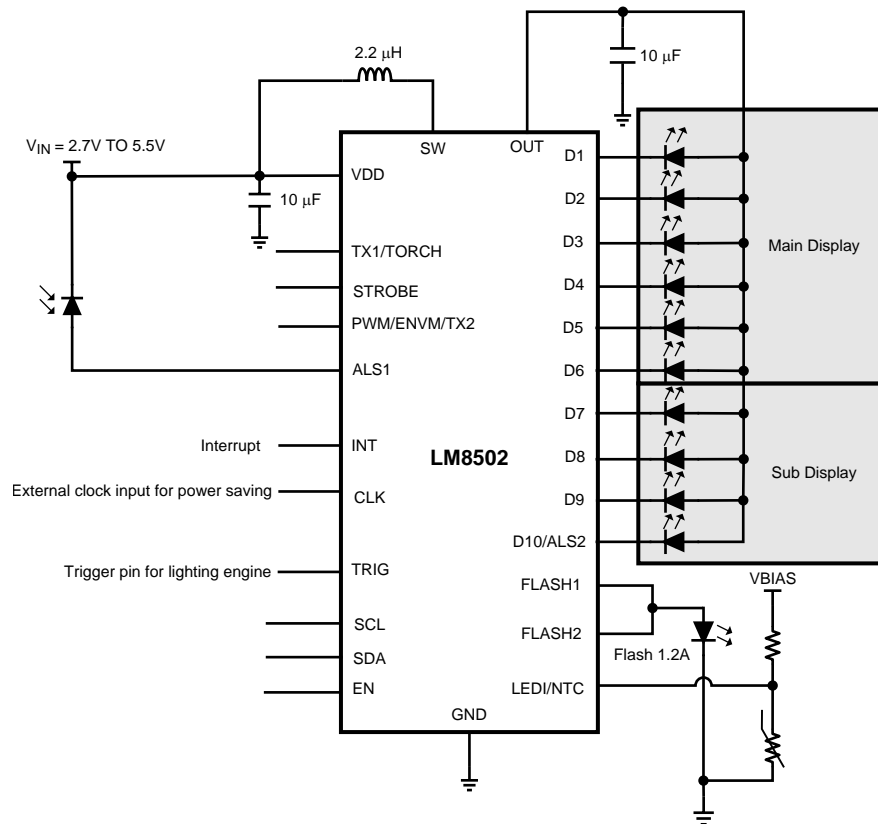 2.2 μH
10 μF
V_IN = 2.7V TO 5.5V
SW
OUT
D1
VDD
D2
10 μF
TX1/TORCH
D3
Main Display
STROBE
D4
PWM/ENVM/TX2
D5
ALS1
D6
D7
Interrupt
INT
LM8502
D8
Sub Display
External clock input for power saving
CLK
D9
D10/ALS2
Trigger pin for lighting engine
TRIG
FLASH1
VBIAS
SCL
FLASH2
Flash 1.2A
SDA
EN
LEDI/NTC
GND